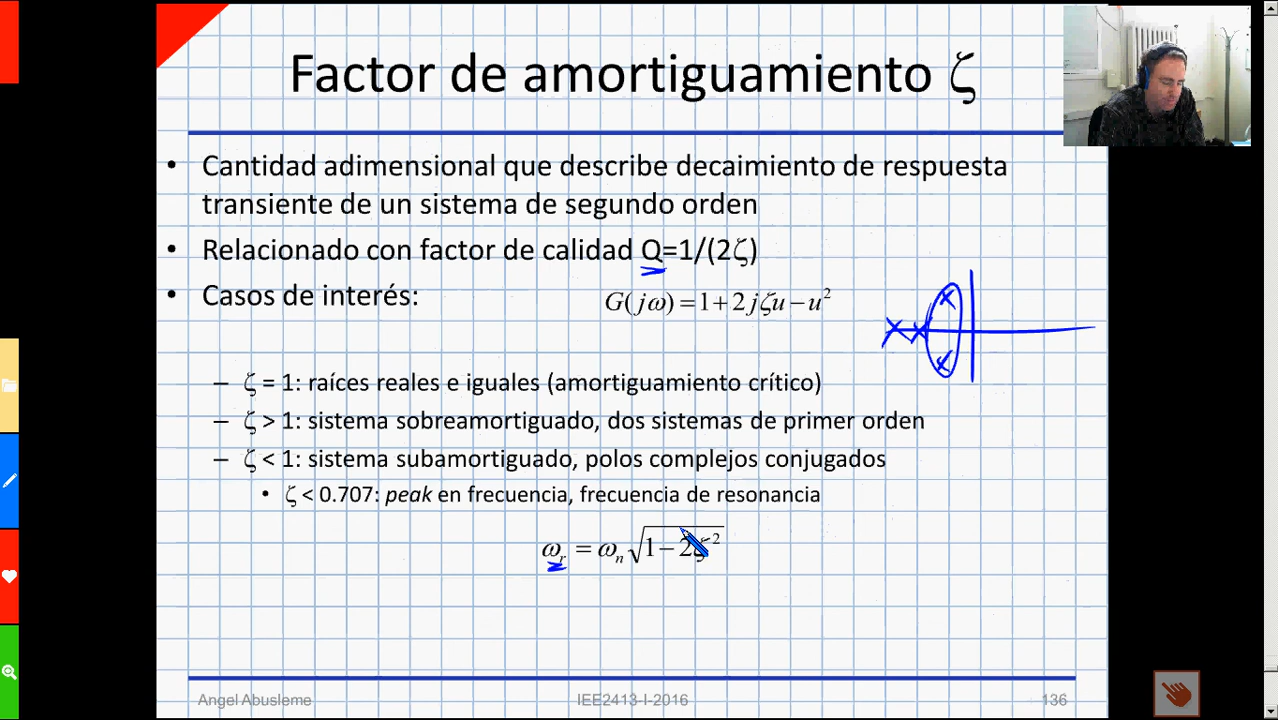 Factor de amortiguamiento ζ
• Cantidad adimensional que describe decaimiento de respuesta
transiente de un sistema de segundo orden
• Relacionado con factor de calidad Q=1/(2ζ)
• Casos de interés:
G(jω) = 1 + 2jζu − u²
– ζ = 1: raíces reales e iguales (amortiguamiento crítico)
– ζ > 1: sistema sobreamortiguado, dos sistemas de primer orden
– ζ < 1: sistema subamortiguado, polos complejos conjugados
• ζ < 0.707: peak en frecuencia, frecuencia de resonancia
ωr = ωn√1 − 2ζ²
Angel Abusleme IEE2413-I-2016 136